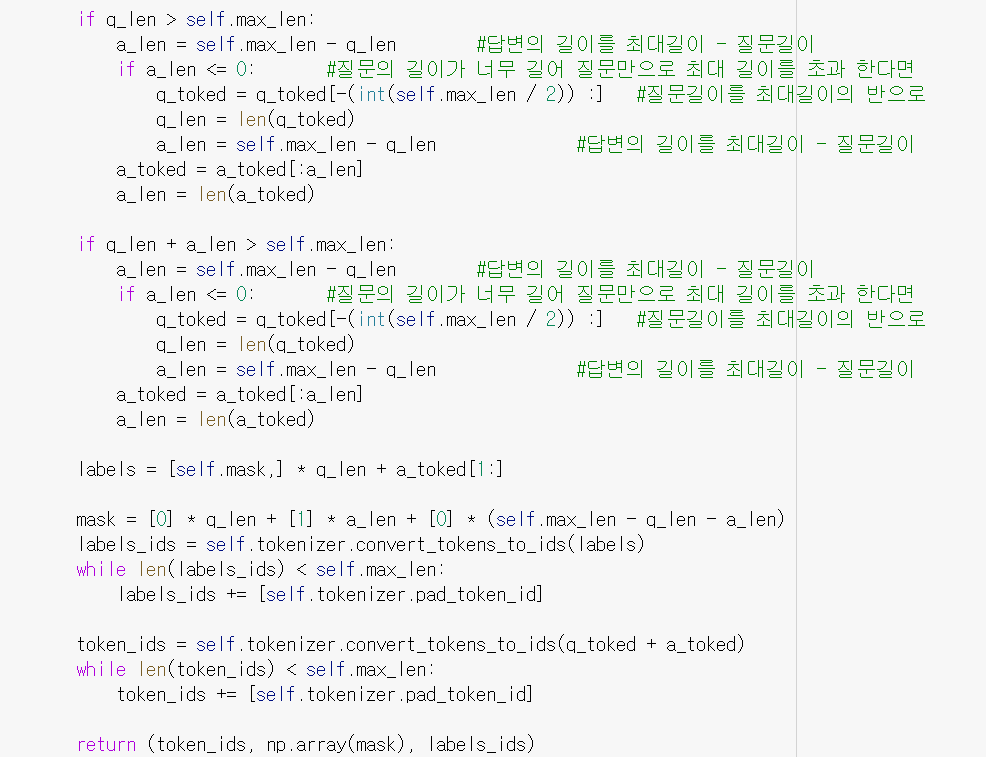 if q_len > self.max_len:
    a_len = self.max_len - q_len        #답변의 길이를 최대길이 - 질문길이
    if a_len <= 0:       #질문의 길이가 너무 길어 질문만으로 최대 길이를 초과 한다면
        q_toked = q_toked[-(int(self.max_len / 2)) :]   #질문길이를 최대길이의 반으로
        q_len = len(q_toked)
        a_len = self.max_len - q_len              #답변의 길이를 최대길이 - 질문길이
    a_toked = a_toked[:a_len]
    a_len = len(a_toked)

if q_len + a_len > self.max_len:
    a_len = self.max_len - q_len        #답변의 길이를 최대길이 - 질문길이
    if a_len <= 0:       #질문의 길이가 너무 길어 질문만으로 최대 길이를 초과 한다면
        q_toked = q_toked[-(int(self.max_len / 2)) :]   #질문길이를 최대길이의 반으로
        q_len = len(q_toked)
        a_len = self.max_len - q_len              #답변의 길이를 최대길이 - 질문길이
    a_toked = a_toked[:a_len]
    a_len = len(a_toked)

labels = [self.mask,] * q_len + a_toked[1:]

mask = [0] * q_len + [1] * a_len + [0] * (self.max_len - q_len - a_len)
labels_ids = self.tokenizer.convert_tokens_to_ids(labels)
while len(labels_ids) < self.max_len:
    labels_ids += [self.tokenizer.pad_token_id]

token_ids = self.tokenizer.convert_tokens_to_ids(q_toked + a_toked)
while len(token_ids) < self.max_len:
    token_ids += [self.tokenizer.pad_token_id]

return (token_ids, np.array(mask), labels_ids)